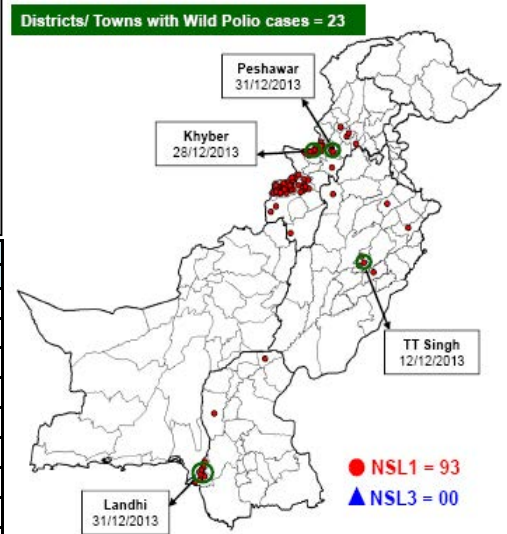 Districts/ Towns with Wild Polio cases = 23
Peshawar
31/12/2013
Khyber
28/12/2013
TT Singh
12/12/2013
NSL1 = 93
NSL3 = 00
Landhi
31/12/2013